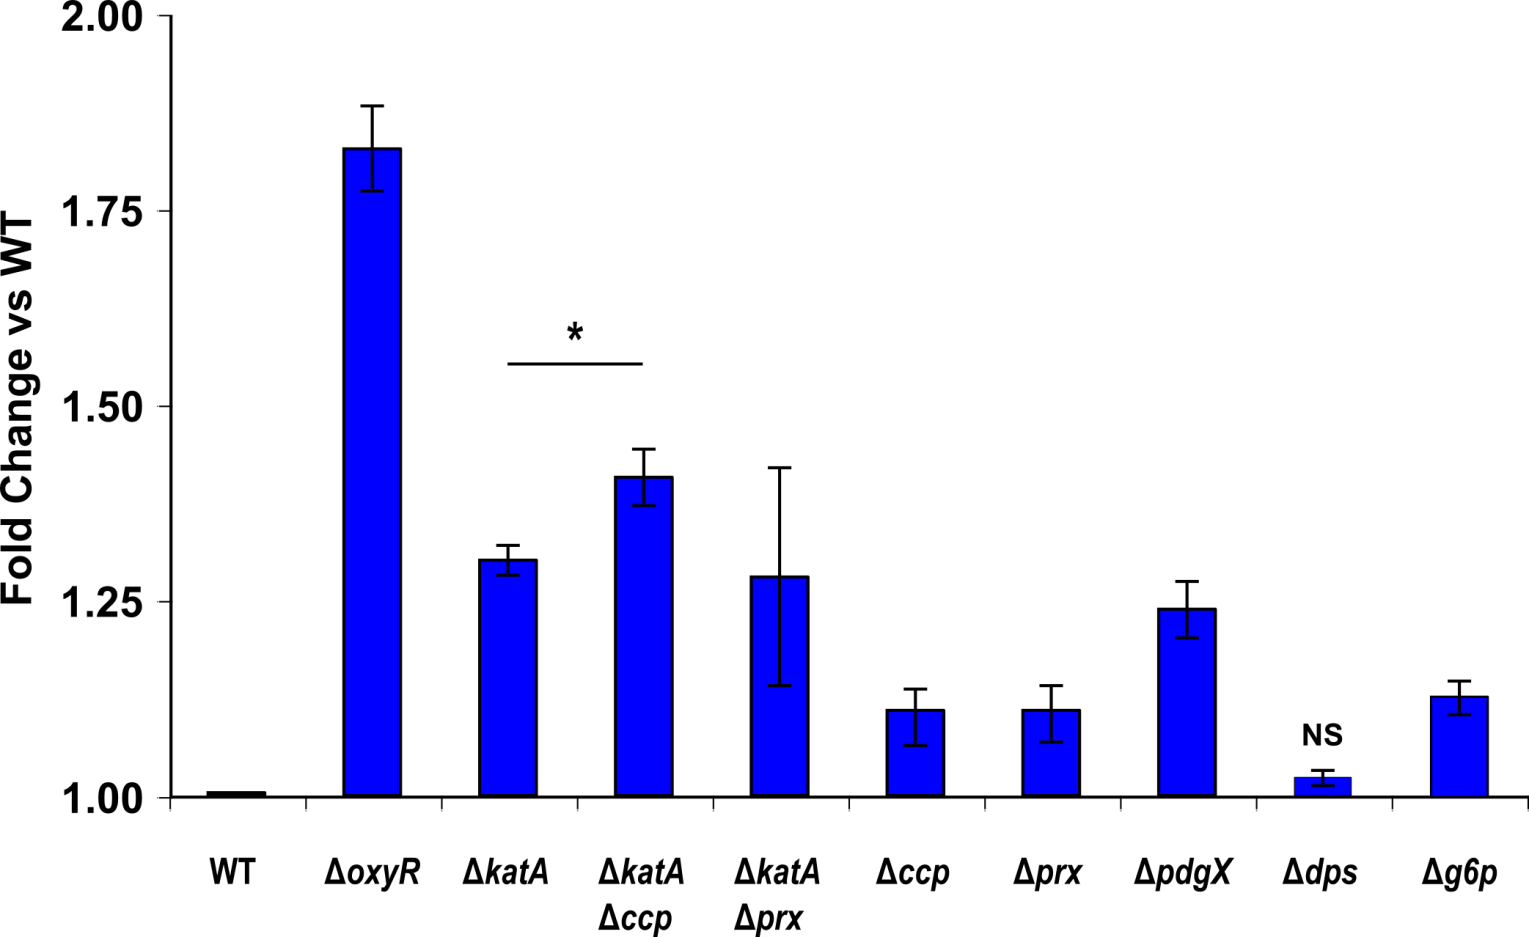 2.00
1.75
1.50
1.25
1.00
Fold Change vs WT
*
NS
WT
ΔoxyR
ΔkatA
ΔkatA
Δccp
ΔkatA
Δprx
Δccp
Δprx
ΔpdgX
Δdps
Δg6p